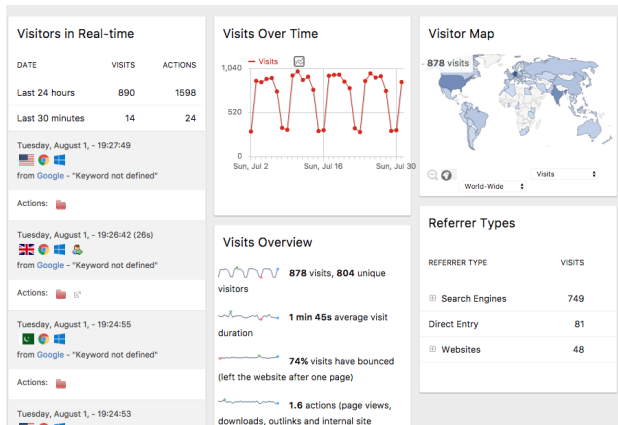 Visitors in Real-time
DATE VISITS ACTIONS
Last 24 hours 890 1598
Last 30 minutes 14 24
Tuesday, August 1, - 19:27:49
from Google - "Keyword not defined"
Actions:
Tuesday, August 1, - 19:26:42 (26s)
from Google - "Keyword not defined"
Actions:
Tuesday, August 1, - 19:24:55
from Google - "Keyword not defined"
Actions:
Tuesday, August 1, - 19:24:53
Visits Over Time
Visits
1,040
520
0
Sun, Jul 2 Sun, Jul 16 Sun, Jul 30
Visits Overview
878 visits, 804 unique
visitors
1 min 45s average visit
duration
74% visits have bounced
(left the website after one page)
1.6 actions (page views,
downloads, outlinks and internal site
Visitor Map
878 visits
Visits
World-Wide
Referrer Types
REFERRER TYPE VISITS
Search Engines 749
Direct Entry 81
Websites 48